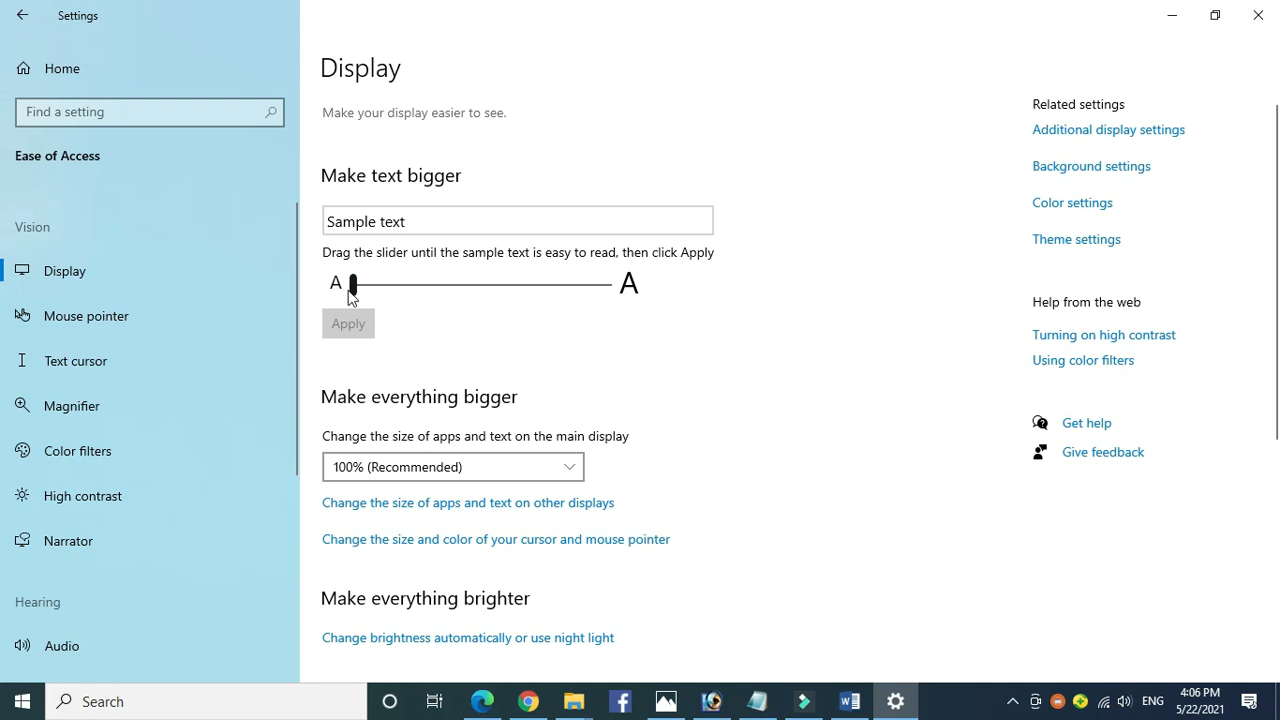 Settings
Home
Find a setting
Ease of Access
Vision
Display
Mouse pointer
Text cursor
Magnifier
Color filters
High contrast
Narrator
Hearing
Audio
Display
Make your display easier to see.
Make text bigger
Sample text
Drag the slider until the sample text is easy to read, then click Apply
A A
Apply
Make everything bigger
Change the size of apps and text on the main display
100% (Recommended)
Change the size of apps and text on other displays
Change the size and color of your cursor and mouse pointer
Make everything brighter
Change brightness automatically or use night light
Related settings
Additional display settings
Background settings
Color settings
Theme settings
Help from the web
Turning on high contrast
Using color filters
Get help
Give feedback
Search
ENG
4:06 PM
5/22/2021